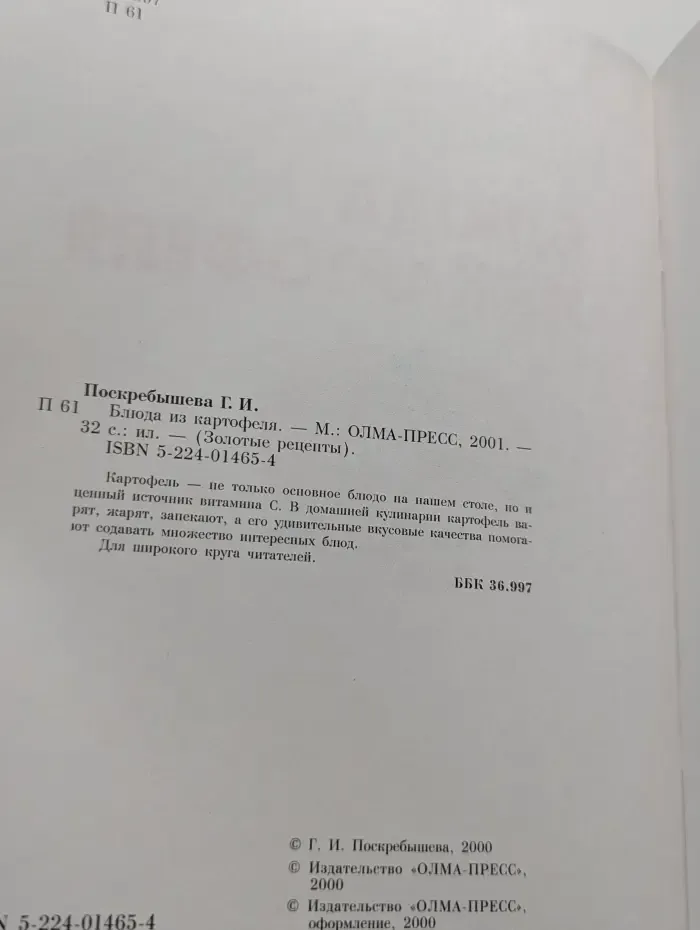 П 61
Поскребышева Г. И.
П 61 Блюда из картофеля. — М.: ОЛМА-ПРЕСС, 2001. —
32 с.: ил. — (Золотые рецепты).
ISBN 5-224-01465-4
Картофель — не только основное блюдо на нашем столе, но и
ценный источник витамина С. В домашней кулинарии картофель ва-
рят, жарят, запекают, а его удивительные вкусовые качества помога-
ют содавать множество интересных блюд.
Для широкого круга читателей.
ББК 36.997
© Г. И. Поскребышева, 2000
© Издательство «ОЛМА-ПРЕСС»,
2000
© Издательство «ОЛМА-ПРЕСС»,
N 5-224-01465-4
оформление, 2000